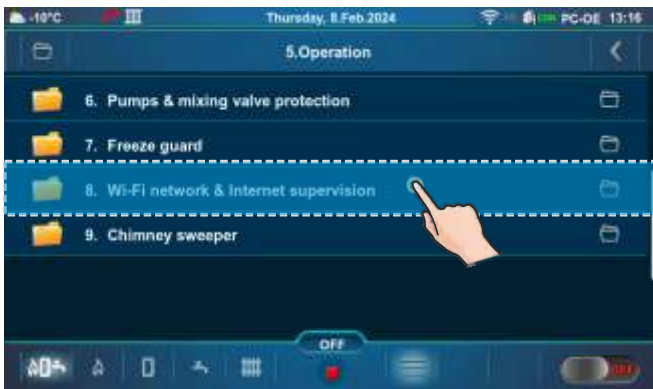 -10°C Thursday, 8.Feb.2024 PC-OE 13:16
5.Operation
6. Pumps & mixing valve protection
7. Freeze guard
8. Wi-Fi network & Internet supervision
9. Chimney sweeper
OFF
OFF